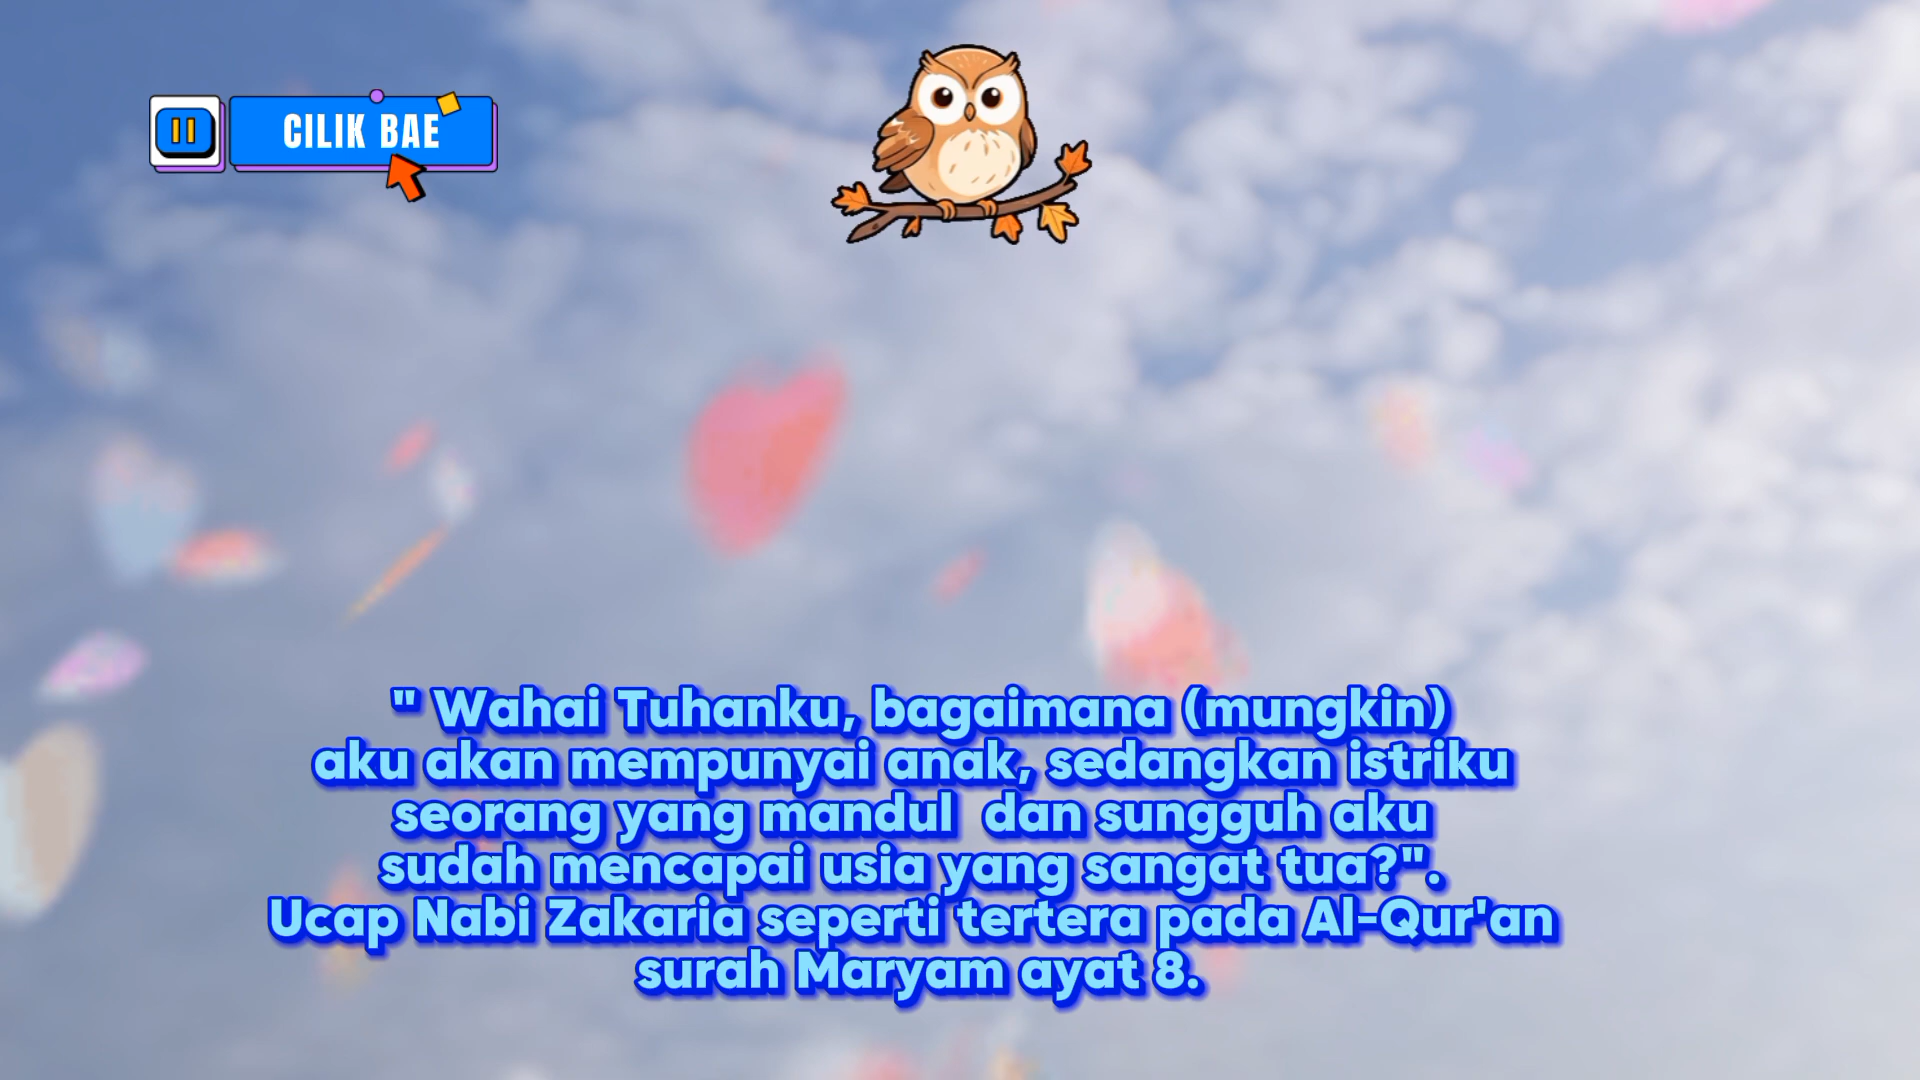 CILIK BAE
" Wahai Tuhanku, bagaimana (mungkin)
aku akan mempunyai anak, sedangkan istriku
seorang yang mandul  dan sungguh aku
sudah mencapai usia yang sangat tua?".
Ucap Nabi Zakaria seperti tertera pada Al-Qur'an
surah Maryam ayat 8.